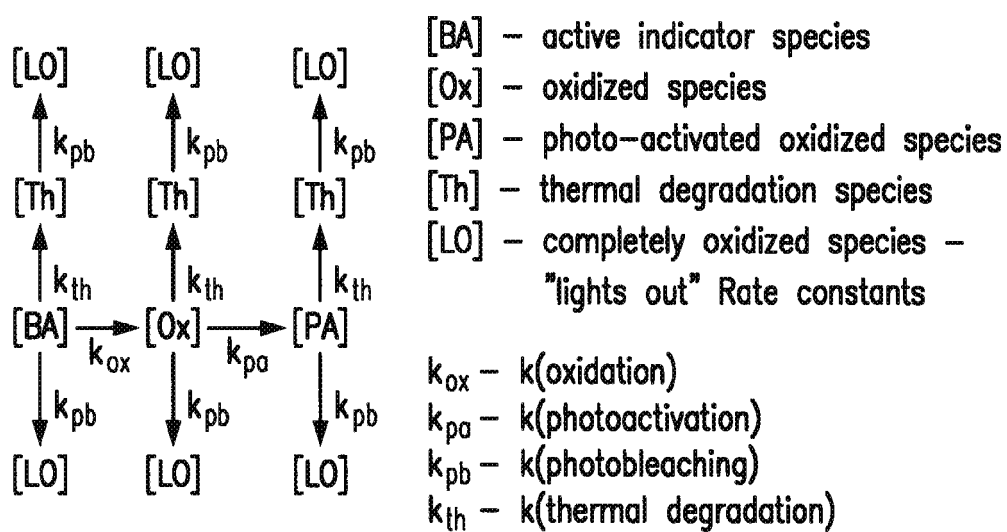 [LO] [LO] [LO]
k_pb k_pb k_pb
[Th] [Th] [Th]
k_th k_th k_th
[BA] [Ox] [PA]
k_ox k_pa
k_pb k_pb k_pb
[LO] [LO] [LO]
[BA] – active indicator species
[Ox] – oxidized species
[PA] – photo-activated oxidized species
[Th] – thermal degradation species
[LO] – completely oxidized species –
"lights out" Rate constants
k_ox – k(oxidation)
k_pa – k(photoactivation)
k_pb – k(photobleaching)
k_th – k(thermal degradation)